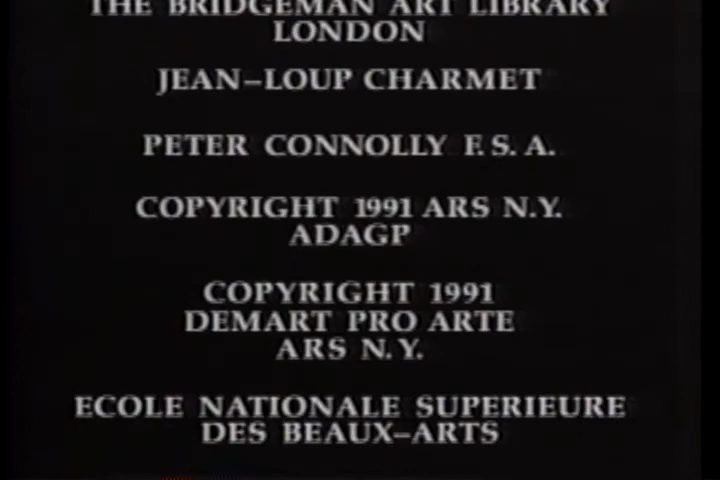 THE BRIDGEMAN ART LIBRARY
LONDON
JEAN-LOUP CHARMET
PETER CONNOLLY F.S.A.
COPYRIGHT 1991 ARS N.Y.
ADAGP
COPYRIGHT 1991
DEMART PRO ARTE
ARS N.Y.
ECOLE NATIONALE SUPERIEURE
DES BEAUX-ARTS